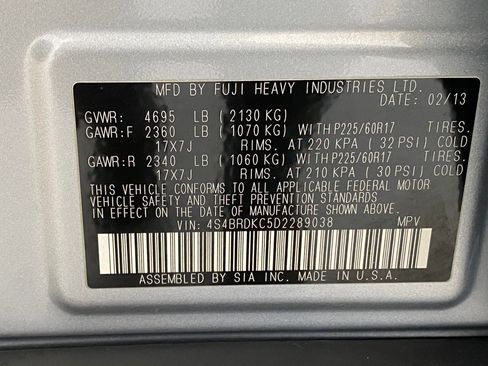 MFD BY FUJI HEAVY INDUSTRIES LTD.
DATE: 02/13
GVWR: 4695 LB ( 2130 KG)
GAWR:F 2360 LB ( 1070 KG) WITH P225/60R17 TIRES.
17X7J RIMS. AT 220 KPA ( 32 PSI) COLD
GAWR:R 2340 LB ( 1060 KG) WITH P225/60R17 TIRES.
17X7J RIMS. AT 210 KPA ( 30 PSI) COLD
THIS VEHICLE CONFORMS TO ALL APPLICABLE FEDERAL MOTOR
VEHICLE SAFETY AND THEFT PREVENTION STANDARDS
IN EFFECT ON THE DATE OF MANUFACTURE SHOWN ABOVE.
VIN: 4S4BRDKC5D2289038 MPV
ASSEMBLED BY SIA INC. MADE IN U.S.A.